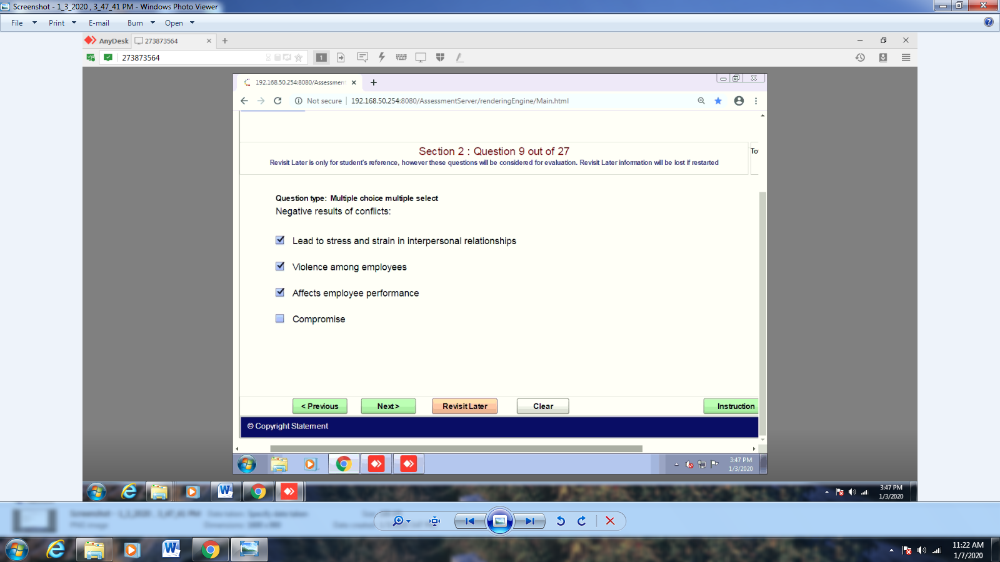 Screenshot - 1_3_2020 , 3_47_41 PM - Windows Photo Viewer
File Print E-mail Burn Open
AnyDesk 273873564
273873564 1
192.168.50.254:8080/Assessment
Not secure 192.168.50.254:8080/AssessmentServer/renderingEngine/Main.html
Section 2 : Question 9 out of 27
To
Revisit Later is only for student's reference, however these questions will be considered for evaluation. Revisit Later information will be lost if restarted
Question type: Multiple choice multiple select
Negative results of conflicts:
Lead to stress and strain in interpersonal relationships
Violence among employees
Affects employee performance
Compromise
< Previous Next > Revisit Later Clear Instruction
© Copyright Statement
3:47 PM
1/3/2020
3:47 PM
1/3/2020
11:22 AM
1/7/2020